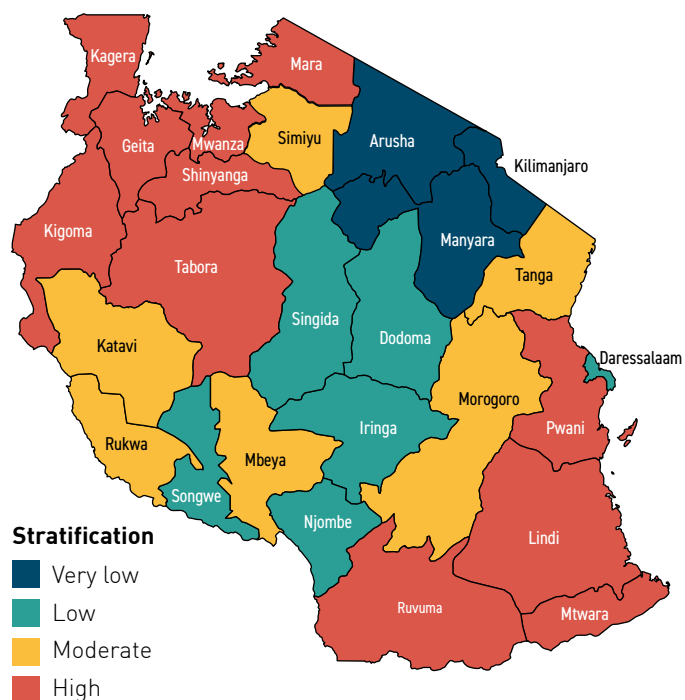 Kagera
Mara
Geita
Mwanza
Simiyu
Arusha
Kilimanjaro
Shinyanga
Kigoma
Manyara
Tabora
Tanga
Singida
Dodoma
Katavi
Daressalaam
Morogoro
Pwani
Iringa
Rukwa
Mbeya
Songwe
Njombe
Lindi
Ruvuma
Mtwara
Stratification
Very low
Low
Moderate
High